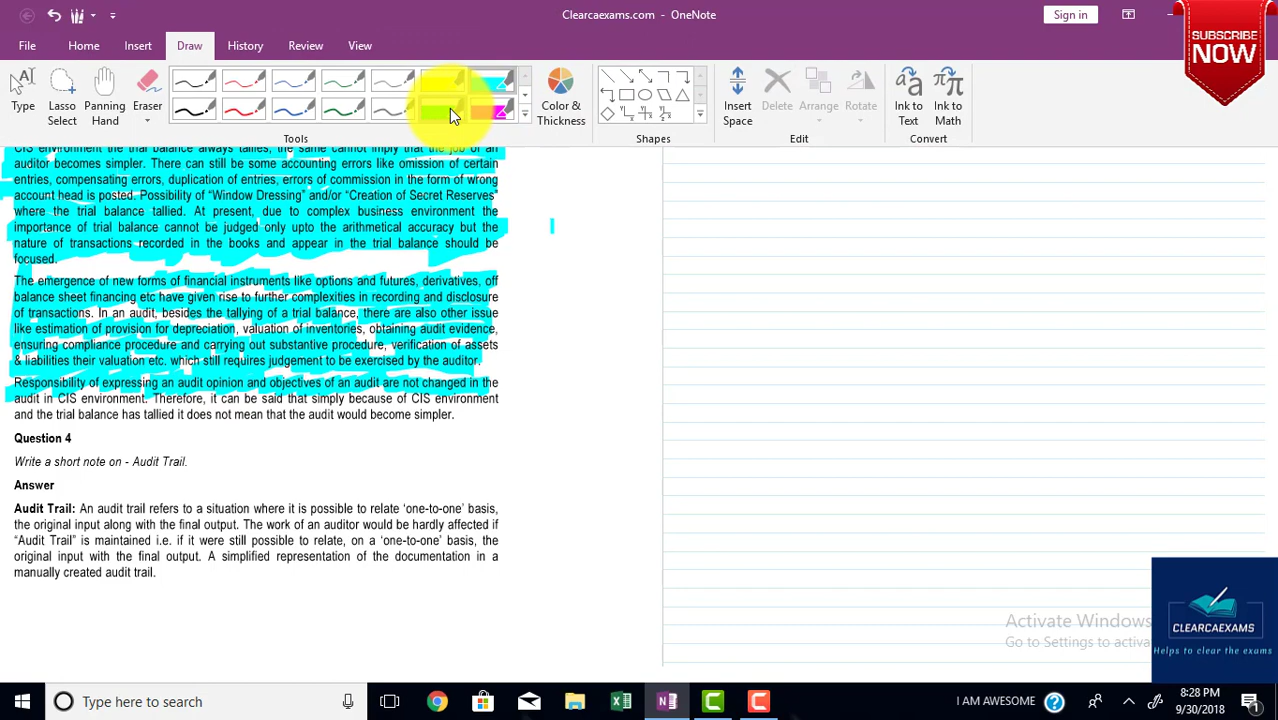 Clearcaexams.com - OneNote
Sign in
SUBSCRIBE
NOW
File
Home
Insert
Draw
History
Review
View
Type
Lasso
Select
Panning
Hand
Eraser
Color &
Thickness
Insert
Space
Delete
Arrange
Rotate
Ink to
Text
Ink to
Math
Tools
Shapes
Convert
CIS environment the trial balance always tallies, the same cannot imply that the job of an
auditor becomes simpler. There can still be some accounting errors like omission of certain
entries, compensating errors, duplication of entries, errors of commission in the form of wrong
account head is posted. Possibility of “Window Dressing” and/or “Creation of Secret Reserves”
where the trial balance tallied. At present, due to complex business environment the
importance of trial balance cannot be judged only upto the arithmetical accuracy but the
nature of transactions recorded in the books and appear in the trial balance should be
focused.
The emergence of new forms of financial instruments like options and futures, derivatives, off
balance sheet financing etc have given rise to further complexities in recording and disclosure
of transactions. In an audit, besides the tallying of a trial balance, there are also other issue
like estimation of provision for depreciation, valuation of inventories, obtaining audit evidence,
ensuring compliance procedure and carrying out substantive procedure, verification of assets
& liabilities their valuation etc. which still requires judgement to be exercised by the auditor.
Responsibility of expressing an audit opinion and objectives of an audit are not changed in the
audit in CIS environment. Therefore, it can be said that simply because of CIS environment
and the trial balance has tallied it does not mean that the audit would become simpler.
Question 4
Write a short note on - Audit Trail.
Answer
Audit Trail: An audit trail refers to a situation where it is possible to relate ‘one-to-one’ basis,
the original input along with the final output. The work of an auditor would be hardly affected if
“Audit Trail” is maintained i.e. if it were still possible to relate, on a ‘one-to-one’ basis, the
original input with the final output. A simplified representation of the documentation in a
manually created audit trail.
Activate Windows
Go to Settings to activa
CLEARCAEXAMS
Helps to clear the exams
Type here to search
I AM AWESOME
8:28 PM
9/30/2018
1